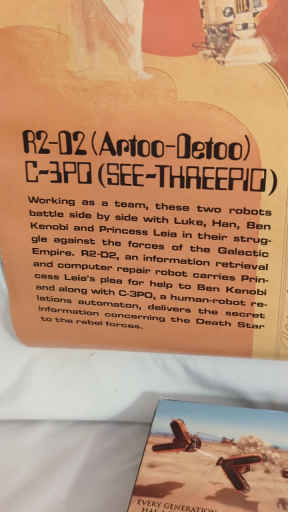 R2-D2 (Artoo-Detoo)
C-3PO (SEE-THREEPIO)
Working as a team, these two robots
battle side by side with Luke, Han, Ben
Kenobi and Princess Leia in their strug-
gle against the forces of the Galactic
Empire. R2-D2, an information retrieval
and computer repair robot carries Prin-
cess Leia's plea for help to Ben Kenobi
and along with C-3PO, a human-robot re-
lations automaton, delivers the secret
information concerning the Death Star
to the rebel forces.
EVERY GENERATION